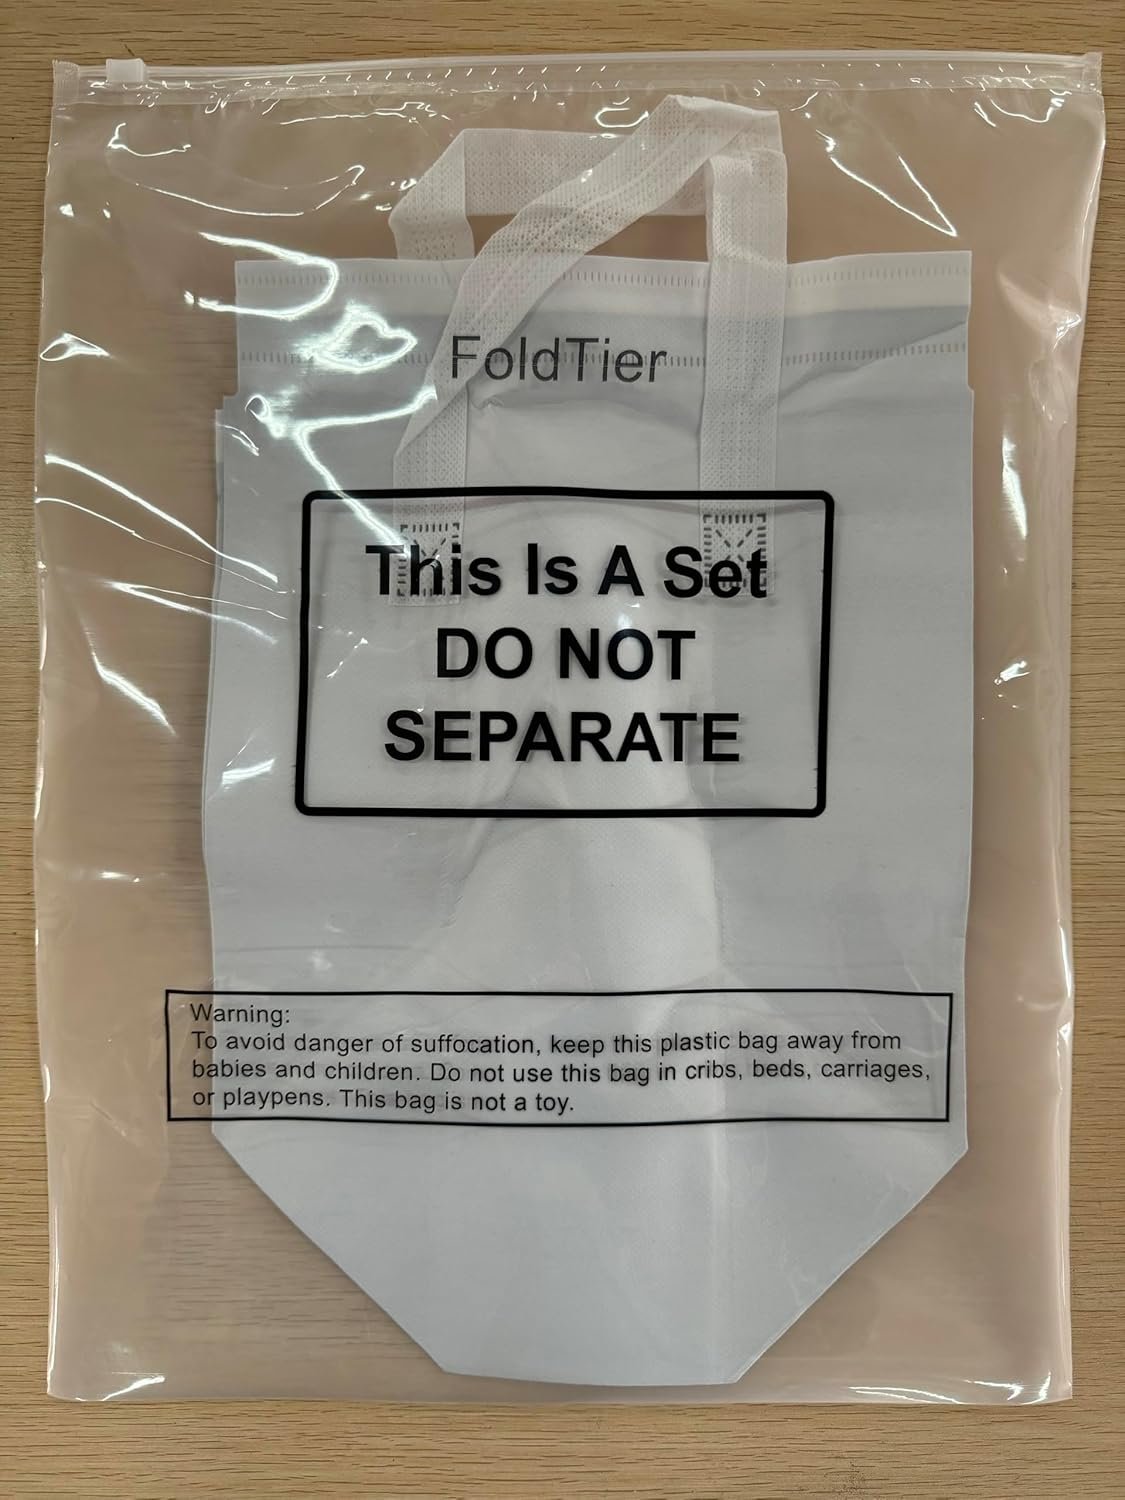 FoldTier
This Is A Set
DO NOT
SEPARATE
Warning:
To avoid danger of suffocation, keep this plastic bag away from
babies and children. Do not use this bag in cribs, beds, carriages,
or playpens. This bag is not a toy.